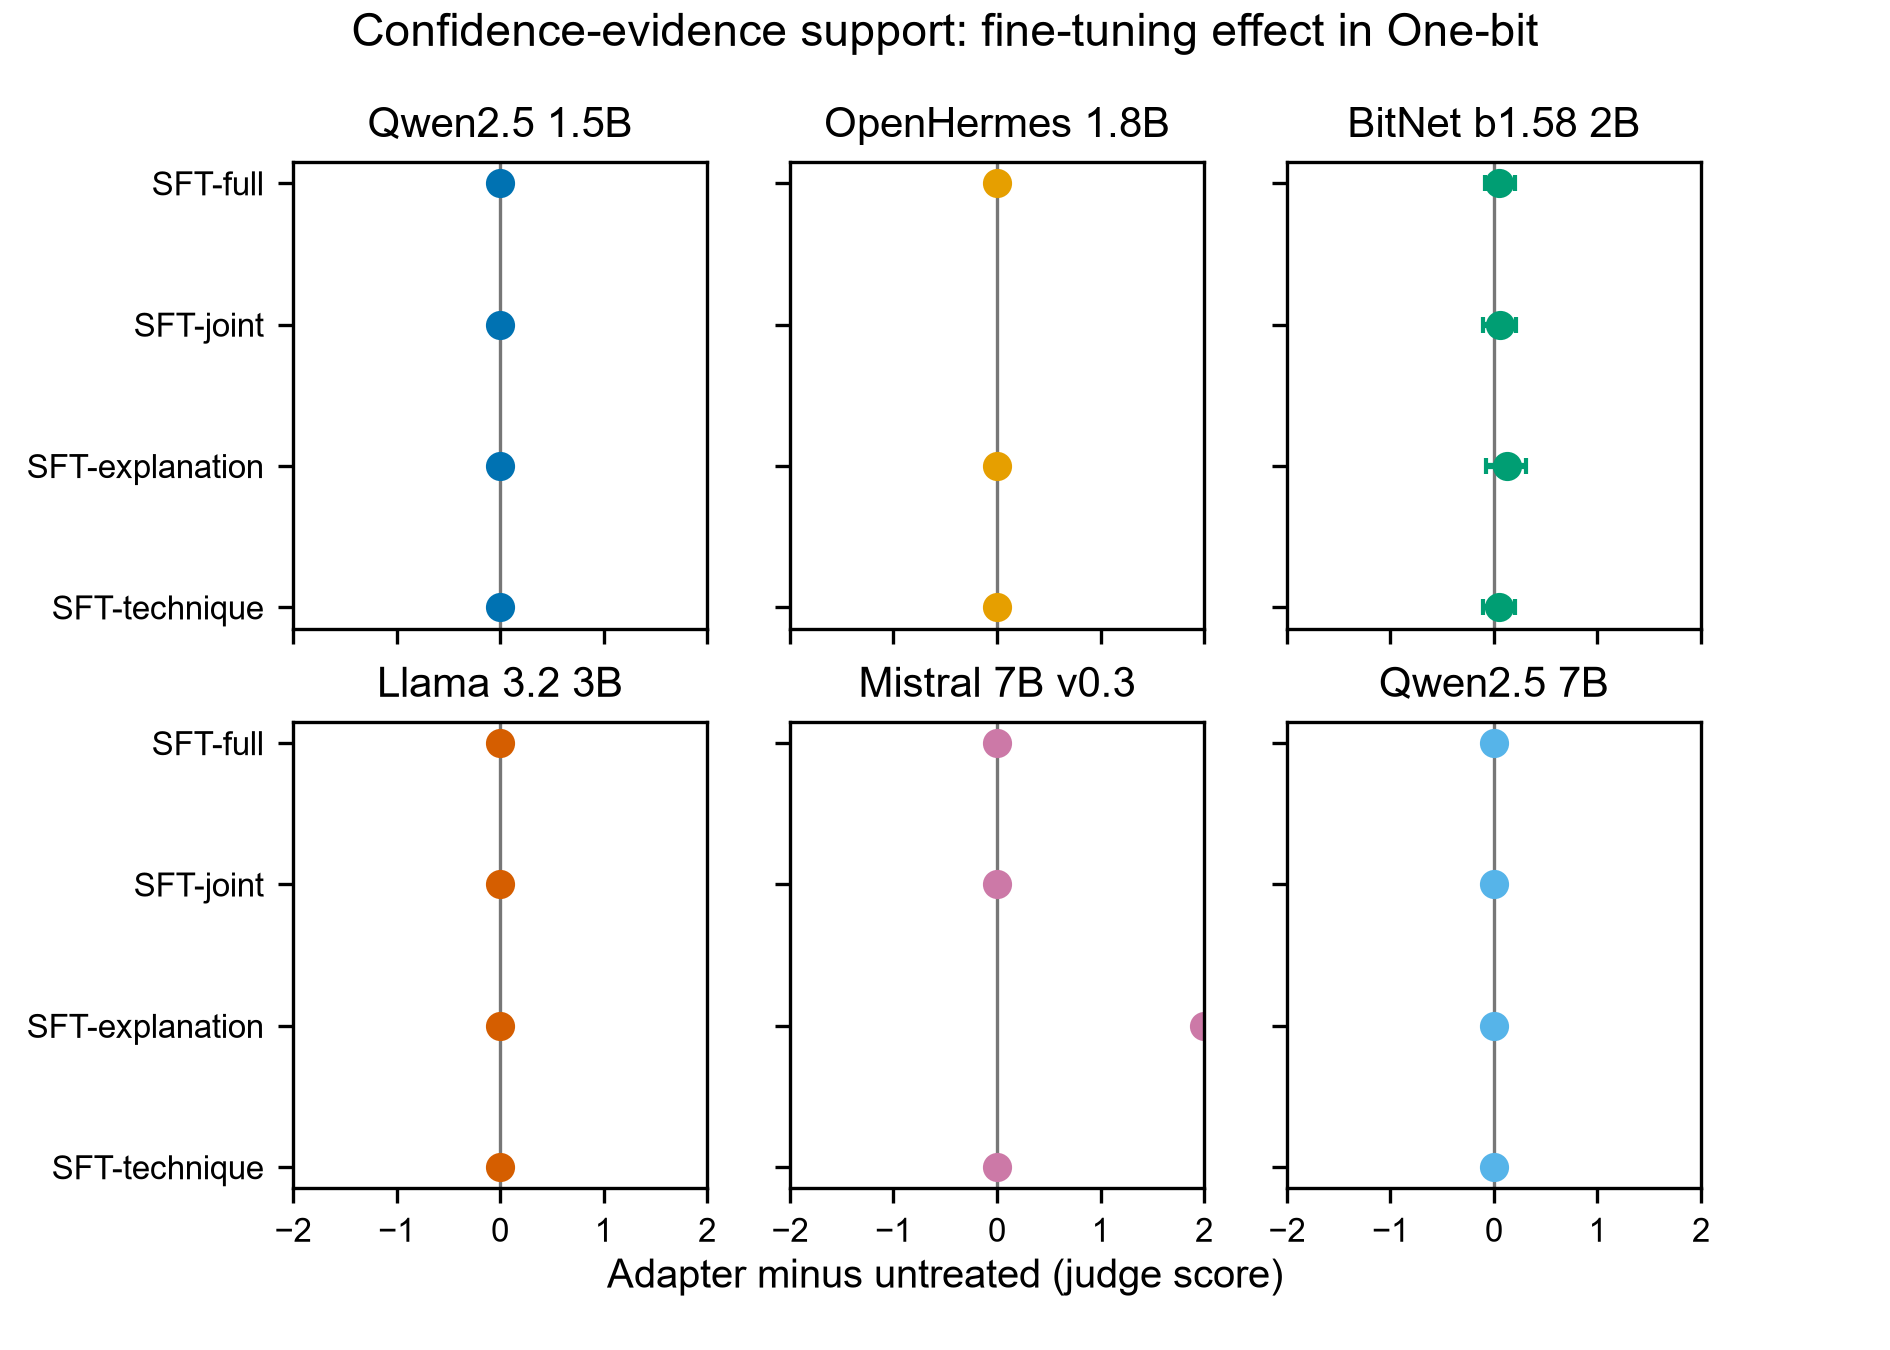 Confidence-evidence support: fine-tuning effect in One-bit
Qwen2.5 1.5B
OpenHermes 1.8B
BitNet b1.58 2B
SFT-full
SFT-joint
SFT-explanation
SFT-technique
Llama 3.2 3B
Mistral 7B v0.3
Qwen2.5 7B
SFT-full
SFT-joint
SFT-explanation
SFT-technique
−2 −1 0 1 2
−2 −1 0 1 2
−2 −1 0 1 2
Adapter minus untreated (judge score)